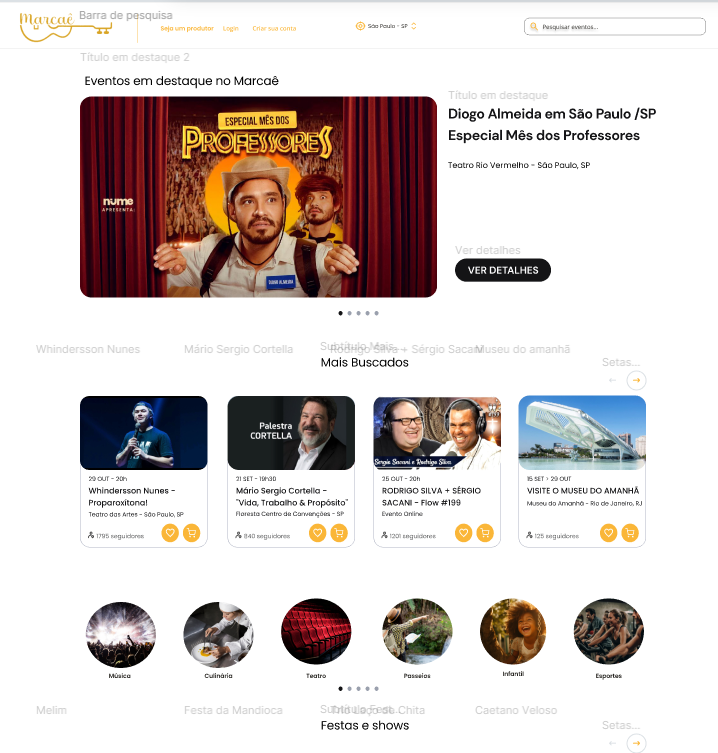 Marcaê
Barra de pesquisa
Seja um produtor
Login
Criar sua conta
São Paulo - SP
Pesquisar eventos...
Título em destaque 2
Eventos em destaque no Marcaê
ESPECIAL MÊS DOS
PROFESSORES
nume
APRESENTA:
DIOGO ALMEIDA
Título em destaque
Diogo Almeida em São Paulo /SP
Especial Mês dos Professores
Teatro Rio Vermelho - São Paulo, SP
Ver detalhes
VER DETALHES
Whindersson Nunes
Mário Sergio Cortella
Subtítulo Mais...
Rodrigo Silva + Sérgio Sacani
Museu do amanhã
Mais Buscados
Setas...
29 OUT - 20h
Whindersson Nunes -
Proparoxítona!
Teatro das Artes - São Paulo, SP
1795 seguidores
Palestra
CORTELLA
21 SET - 19h30
Mário Sergio Cortella -
"Vida, Trabalho & Propósito"
Floresta Centro de Convenções - SP
840 seguidores
Sergio Sacani e Rodrigo Silva
25 OUT - 20h
RODRIGO SILVA + SÉRGIO
SACANI - Flow #199
Evento Online
1201 seguidores
15 SET > 29 OUT
VISITE O MUSEU DO AMANHÃ
Museu do Amanhã - Rio de Janeiro, RJ
125 seguidores
Música
Culinária
Teatro
Passeios
Infantil
Esportes
Melim
Festa da Mandioca
Subtítulo Fest...
Chita
Caetano Veloso
Festas e shows
Setas...